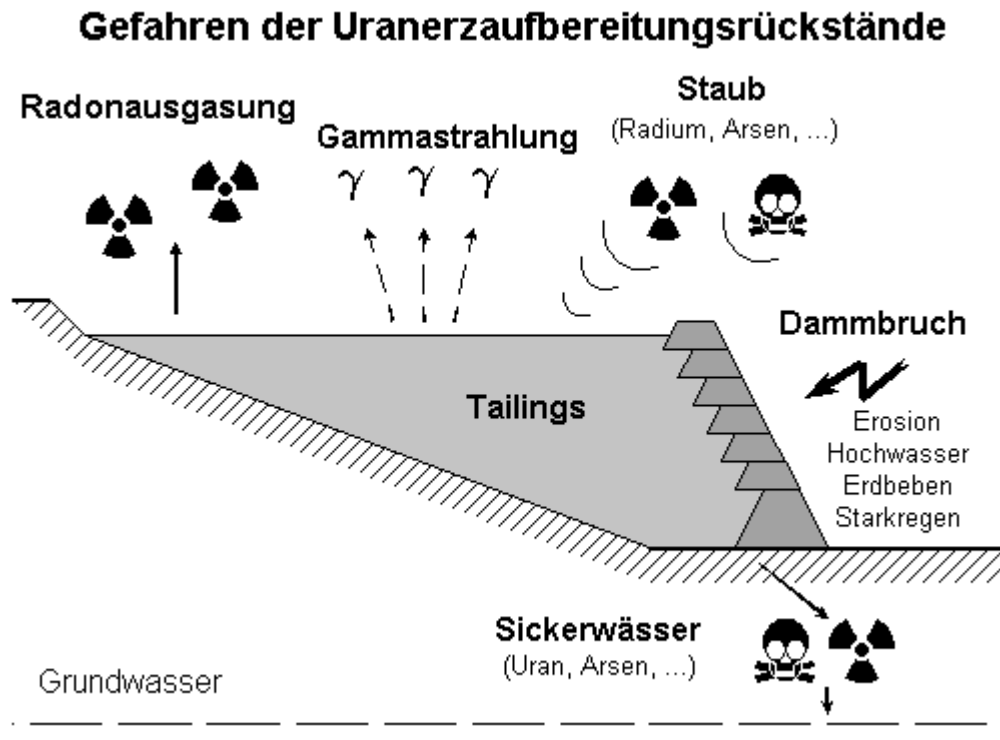 Gefahren der Uranerzaufbereitungsrückstände
Radonausgasung
Gammastrahlung
γ γ γ
Staub
(Radium, Arsen, ...)
Dammbruch
Erosion
Hochwasser
Erdbeben
Starkregen
Tailings
Sickerwässer
(Uran, Arsen, ...)
Grundwasser